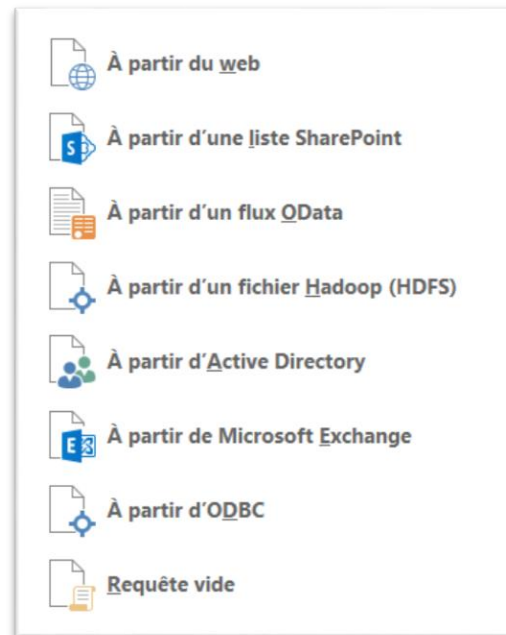 À partir du web
À partir d'une liste SharePoint
À partir d'un flux OData
À partir d'un fichier Hadoop (HDFS)
À partir d'Active Directory
À partir de Microsoft Exchange
À partir d'ODBC
Requête vide